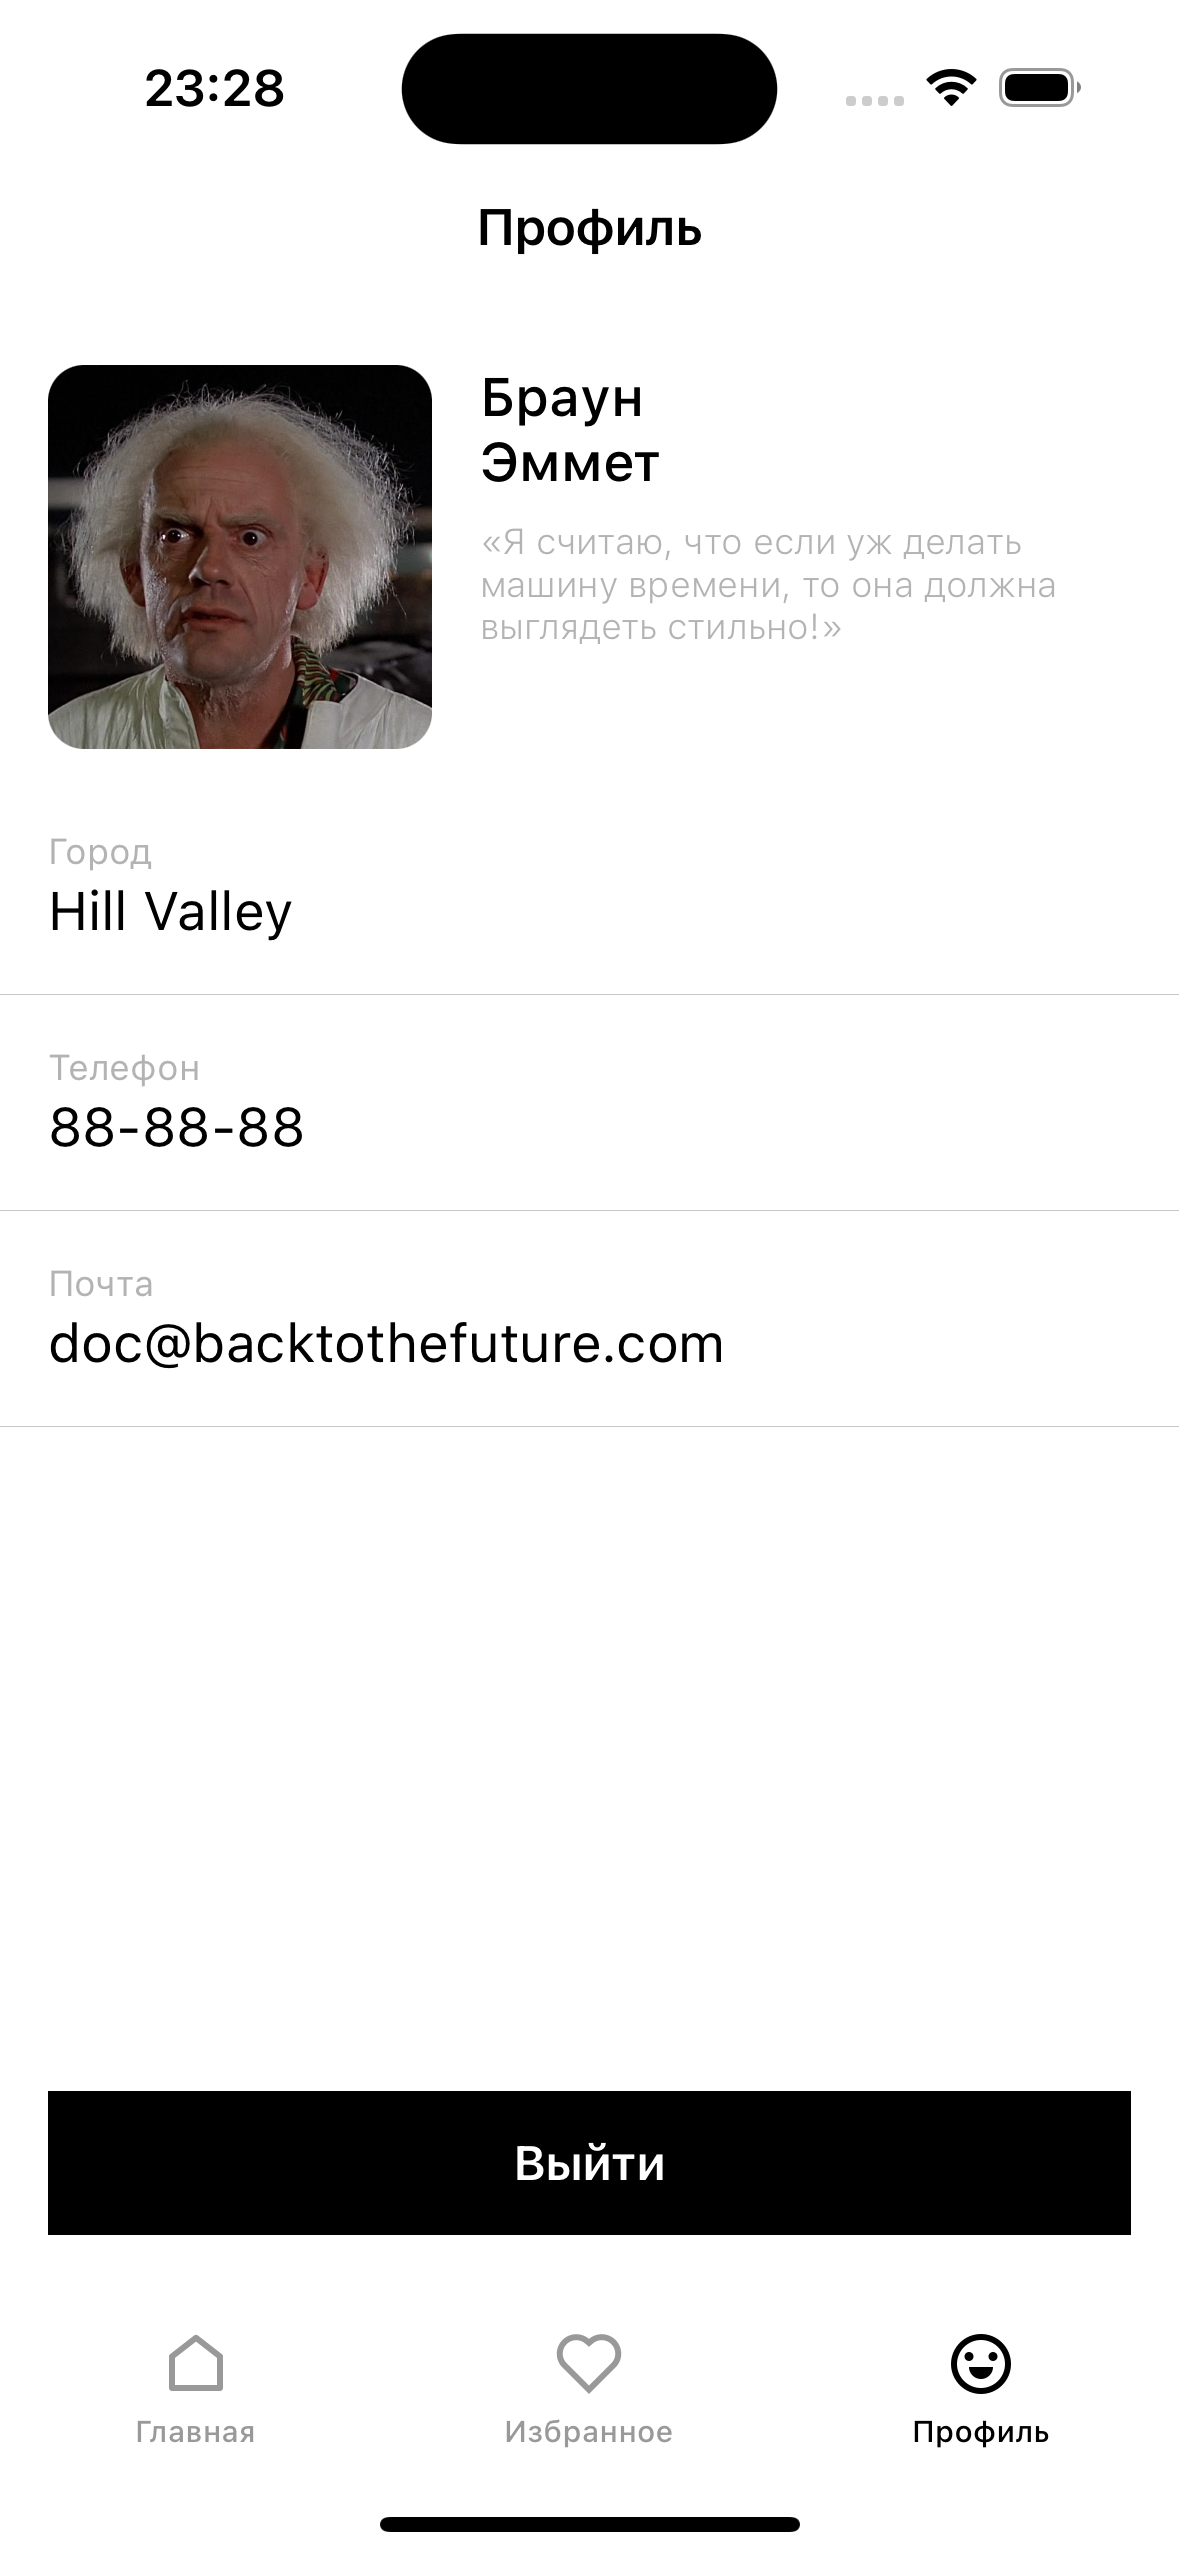 23:28
Профиль
Браун
Эммет
«Я считаю, что если уж делать
машину времени, то она должна
выглядеть стильно!»
Город
Hill Valley
Телефон
88-88-88
Почта
doc@backtothefuture.com
Выйти
Главная
Избранное
Профиль